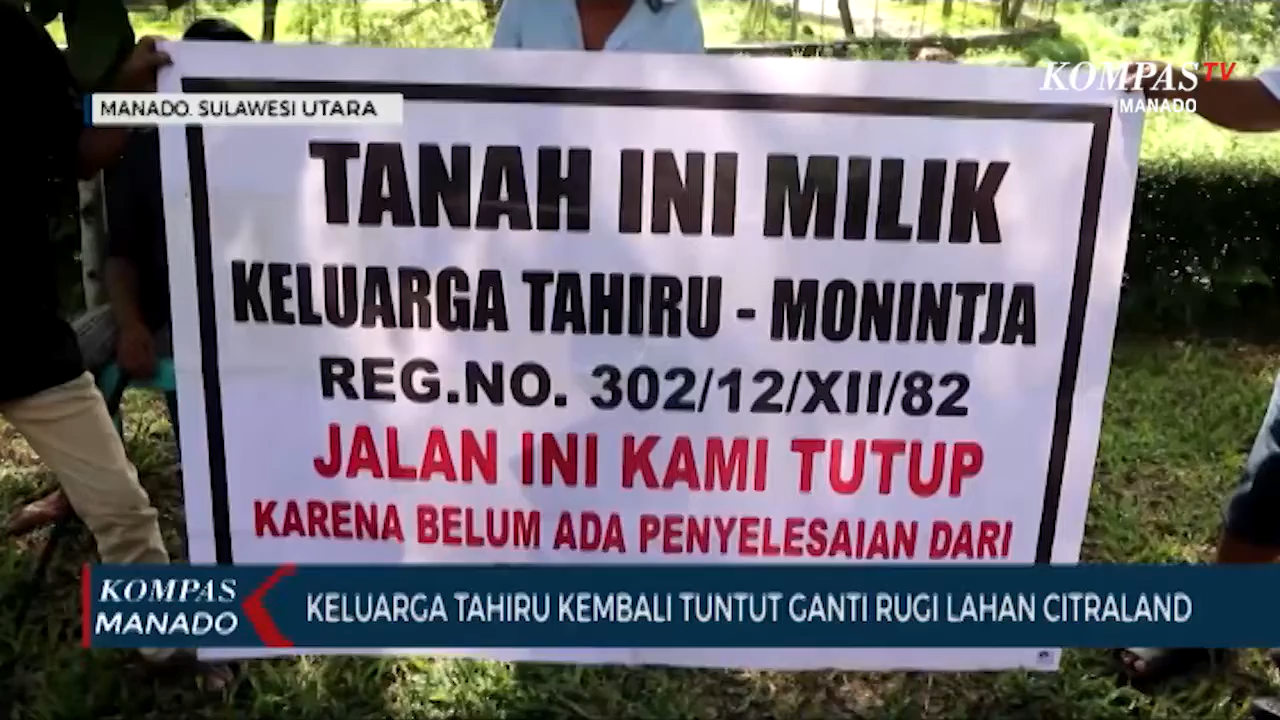 KOMPAS TV
MANADO
MANADO. SULAWESI UTARA
TANAH INI MILIK
KELUARGA TAHIRU - MONINTJA
REG.NO. 302/12/XII/82
JALAN INI KAMI TUTUP
KARENA BELUM ADA PENYELESAIAN DARI
KOMPAS
MANADO
KELUARGA TAHIRU KEMBALI TUNTUT GANTI RUGI LAHAN CITRALAND